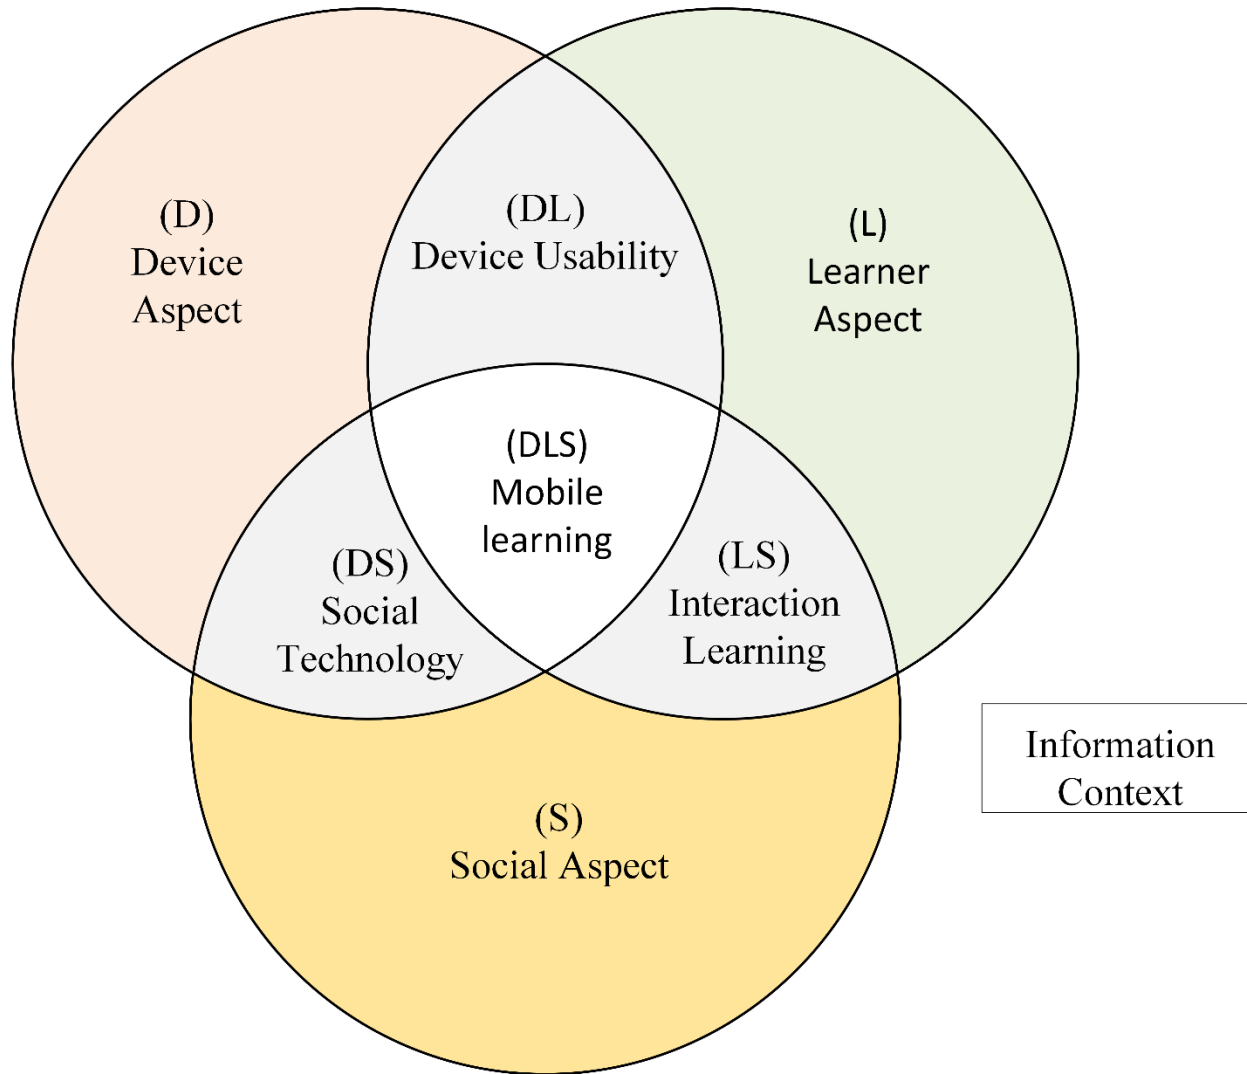 (D)
Device
Aspect
(DL)
Device Usability
(L)
Learner
Aspect
(DLS)
Mobile
learning
(DS)
Social
Technology
(LS)
Interaction
Learning
(S)
Social Aspect
Information
Context